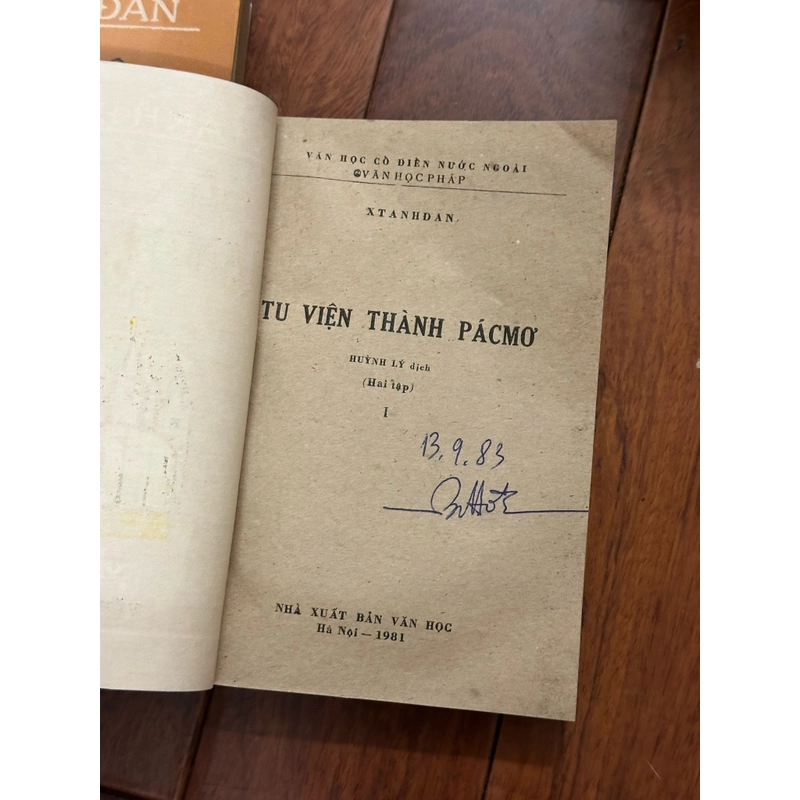 ĐAN
VĂN HỌC CỔ ĐIỂN NƯỚC NGOÀI
VĂN HỌC PHÁP
XTANHĐAN
TU VIỆN THÀNH PÁCMƠ
HUỲNH LÝ dịch
(Hai tập)
I
13.9.83
NHÀ XUẤT BẢN VĂN HỌC
Hà Nội — 1981